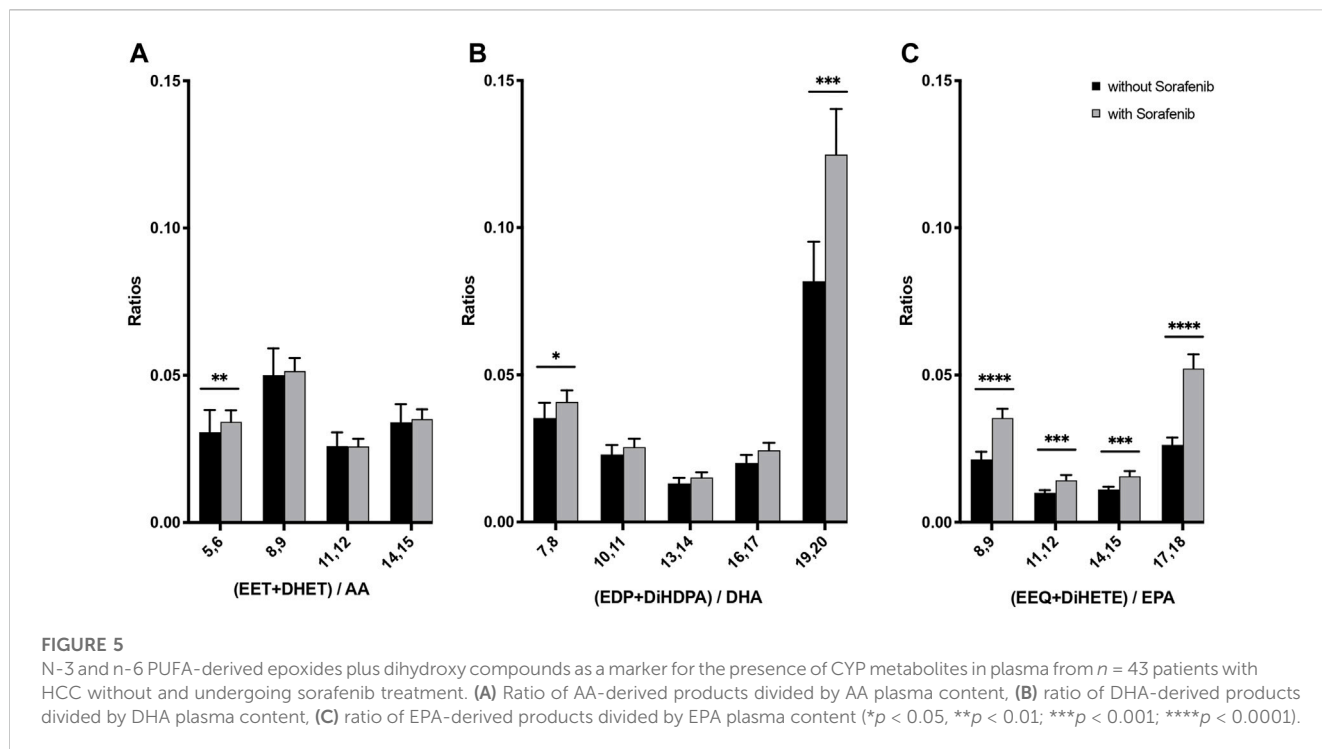 A
B
C
0.15
0.10
0.05
0.00
Ratios
**
5,6
8,9
11,12
14,15
(EET+DHET) / AA
0.15
0.10
0.05
0.00
Ratios
*
***
7,8
10,11
13,14
16,17
19,20
(EDP+DiHDPA) / DHA
0.15
0.10
0.05
0.00
Ratios
without Sorafenib
with Sorafenib
****
***
***
****
8,9
11,12
14,15
17,18
(EEQ+DiHETE) / EPA
FIGURE 5
N-3 and n-6 PUFA-derived epoxides plus dihydroxy compounds as a marker for the presence of CYP metabolites in plasma from n = 43 patients with
HCC without and undergoing sorafenib treatment. (A) Ratio of AA-derived products divided by AA plasma content, (B) ratio of DHA-derived products
divided by DHA plasma content, (C) ratio of EPA-derived products divided by EPA plasma content (*p < 0.05, **p < 0.01; ***p < 0.001; ****p < 0.0001).